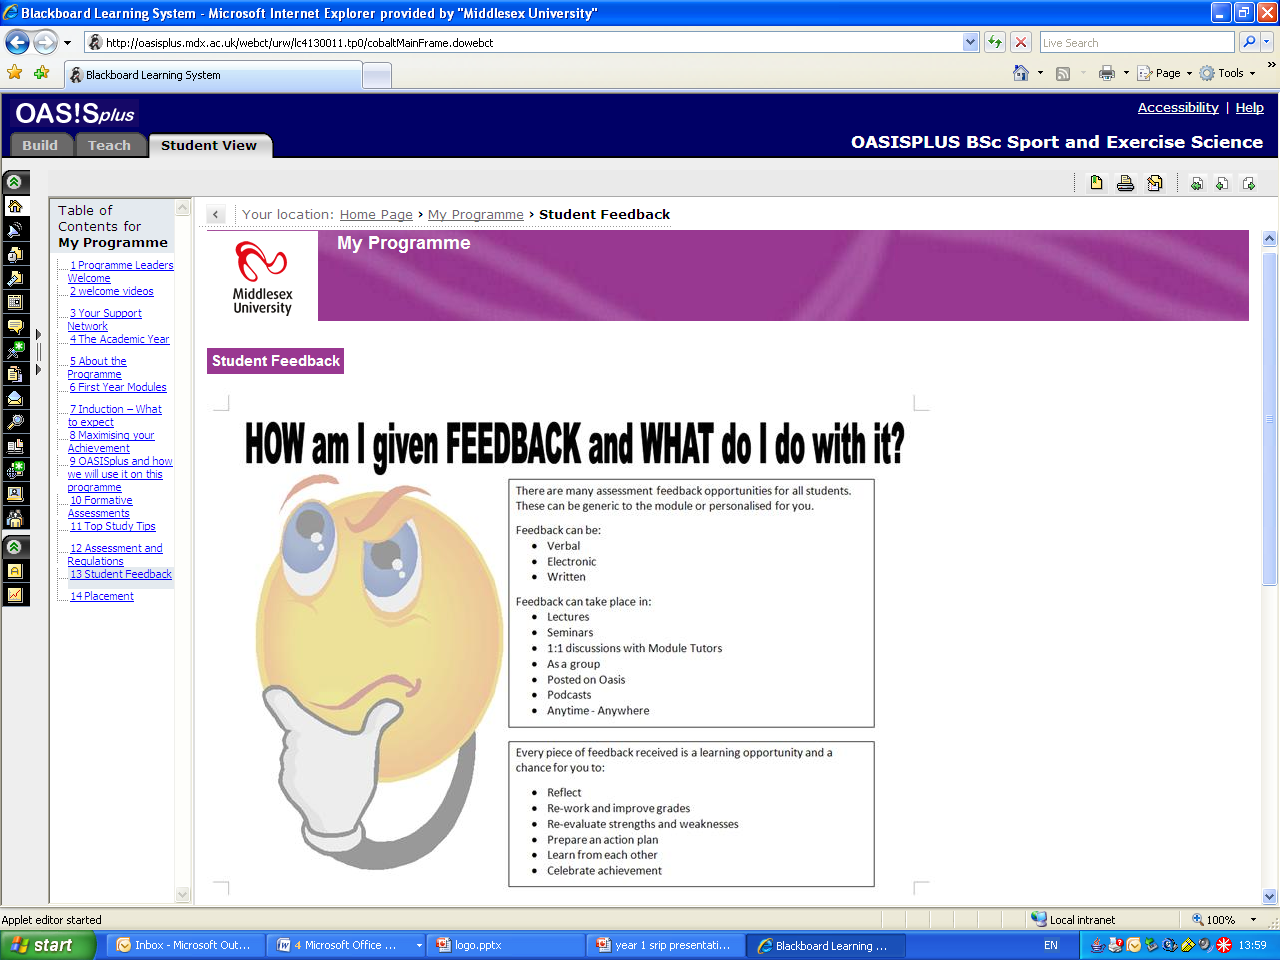 Blackboard Learning System - Microsoft Internet Explorer provided by "Middlesex University"
http://oasisplus.mdx.ac.uk/webct/urw/lc4130011.tp0/cobaltMainFrame.dowebct
Live Search
Blackboard Learning System
Page
Tools
OAS!Splus
Accessibility | Help
Build
Teach
Student View
OASISPLUS BSc Sport and Exercise Science
Table of
Contents for
My Programme
1 Programme Leaders
Welcome
2 welcome videos
3 Your Support
Network
4 The Academic Year
5 About the
Programme
6 First Year Modules
7 Induction – What
to expect
8 Maximising your
Achievement
9 OASISplus and how
we will use it on this
programme
10 Formative
Assessments
11 Top Study Tips
12 Assessment and
Regulations
13 Student Feedback
14 Placement
Your location: Home Page › My Programme › Student Feedback
Middlesex
University
My Programme
Student Feedback
HOW am I given FEEDBACK and WHAT do I do with it?
There are many assessment feedback opportunities for all students.
These can be generic to the module or personalised for you.
Feedback can be:
• Verbal
• Electronic
• Written
Feedback can take place in:
• Lectures
• Seminars
• 1:1 discussions with Module Tutors
• As a group
• Posted on Oasis
• Podcasts
• Anytime - Anywhere
Every piece of feedback received is a learning opportunity and a
chance for you to:
• Reflect
• Re-work and improve grades
• Re-evaluate strengths and weaknesses
• Prepare an action plan
• Learn from each other
• Celebrate achievement
Applet editor started
Local intranet
100%
start
Inbox - Microsoft Out...
4 Microsoft Office ...
logo.pptx
year 1 srip presentati...
Blackboard Learning ...
EN
13:59